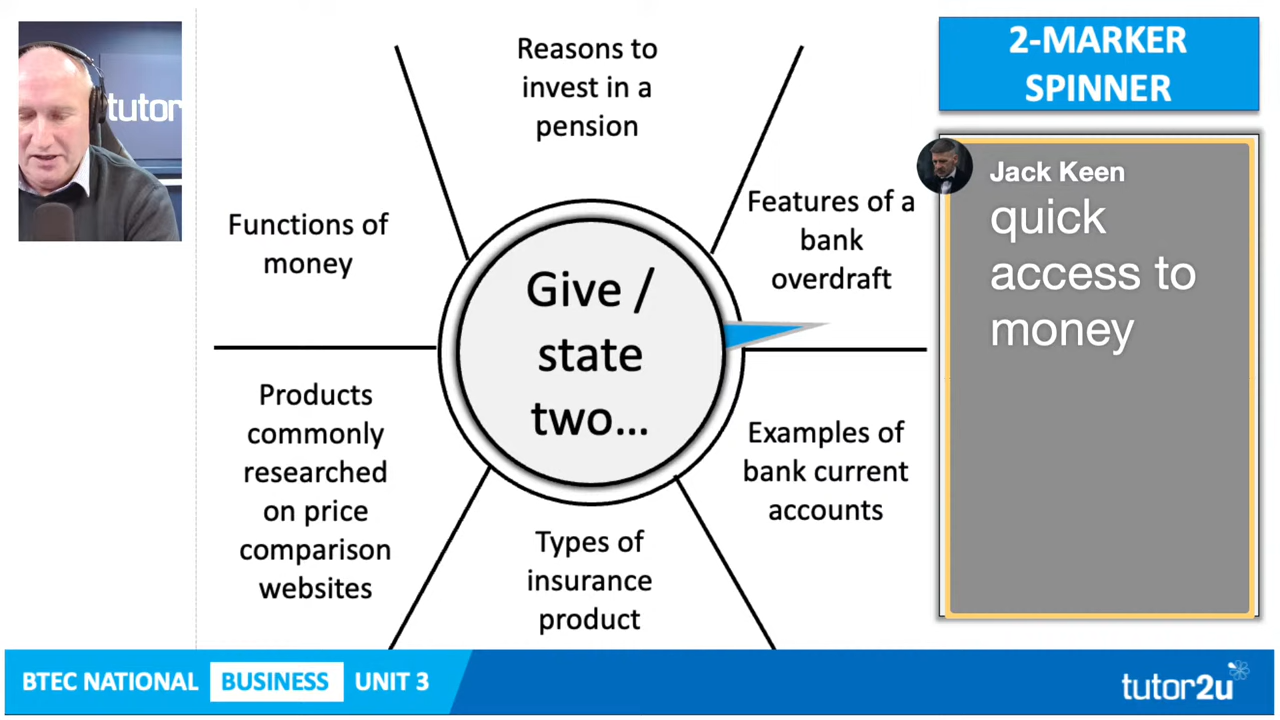 tutor
Reasons to
invest in a
pension
Features of a
bank
overdraft
Examples of
bank current
accounts
Types of
insurance
product
Products
commonly
researched
on price
comparison
websites
Functions of
money
Give /
state
two...
2-MARKER
SPINNER
Jack Keen
quick
access to
money
BTEC NATIONAL BUSINESS UNIT 3
tutor2u